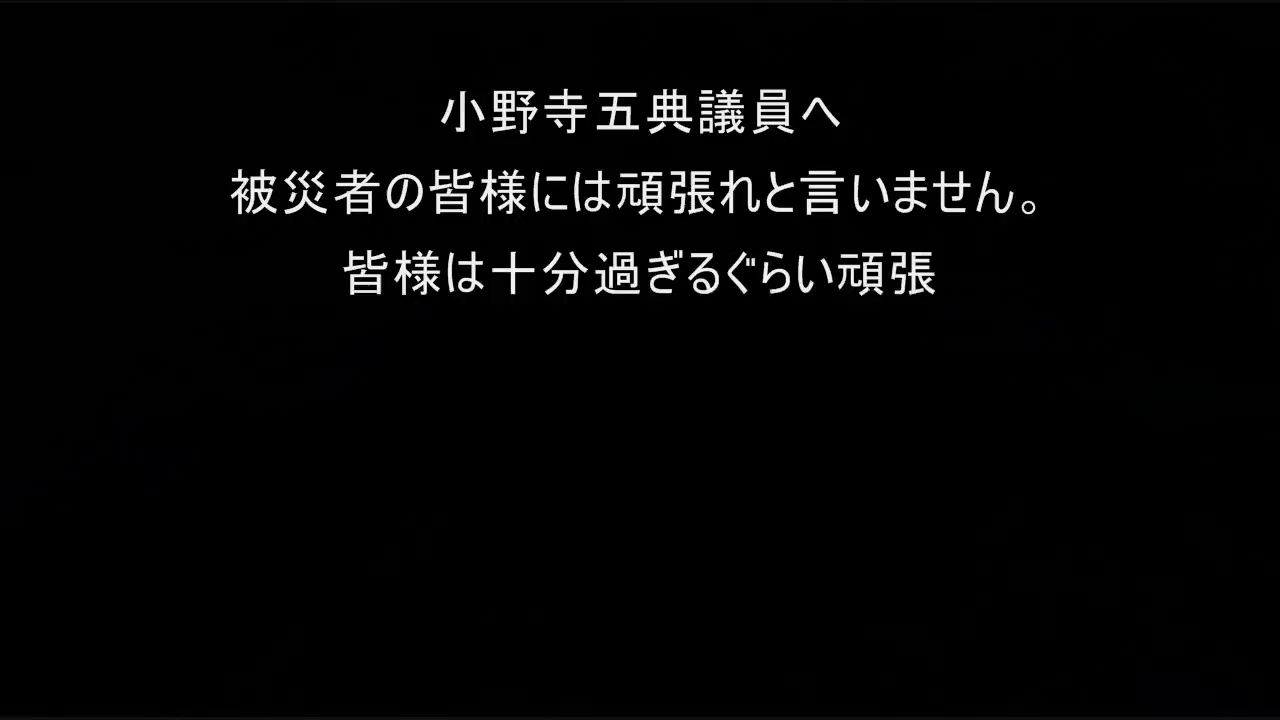 小野寺五典議員へ
被災者の皆様には頑張れと言いません。
皆様は十分過ぎるぐらい頑張